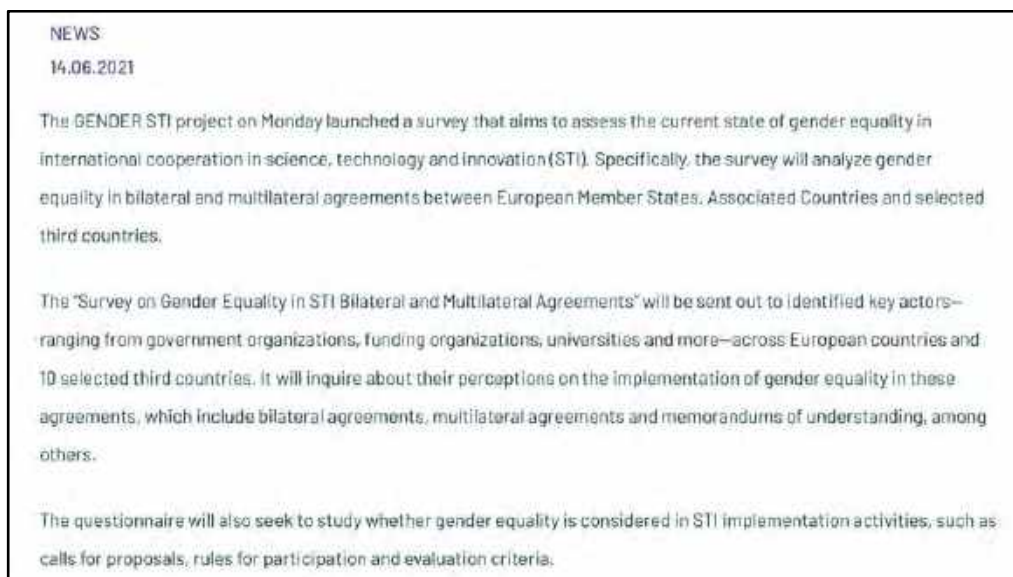 NEWS
14.06.2021
The GENDER STI project on Monday launched a survey that aims to assess the current state of gender equality in
international cooperation in science, technology and innovation (STI). Specifically, the survey will analyze gender
equality in bilateral and multilateral agreements between European Member States, Associated Countries and selected
third countries.
The "Survey on Gender Equality in STI Bilateral and Multilateral Agreements" will be sent out to identified key actors—
ranging from government organizations, funding organizations, universities and more—across European countries and
10 selected third countries. It will inquire about their perceptions on the implementation of gender equality in these
agreements, which include bilateral agreements, multilateral agreements and memorandums of understanding, among
others.
The questionnaire will also seek to study whether gender equality is considered in STI implementation activities, such as
calls for proposals, rules for participation and evaluation criteria.